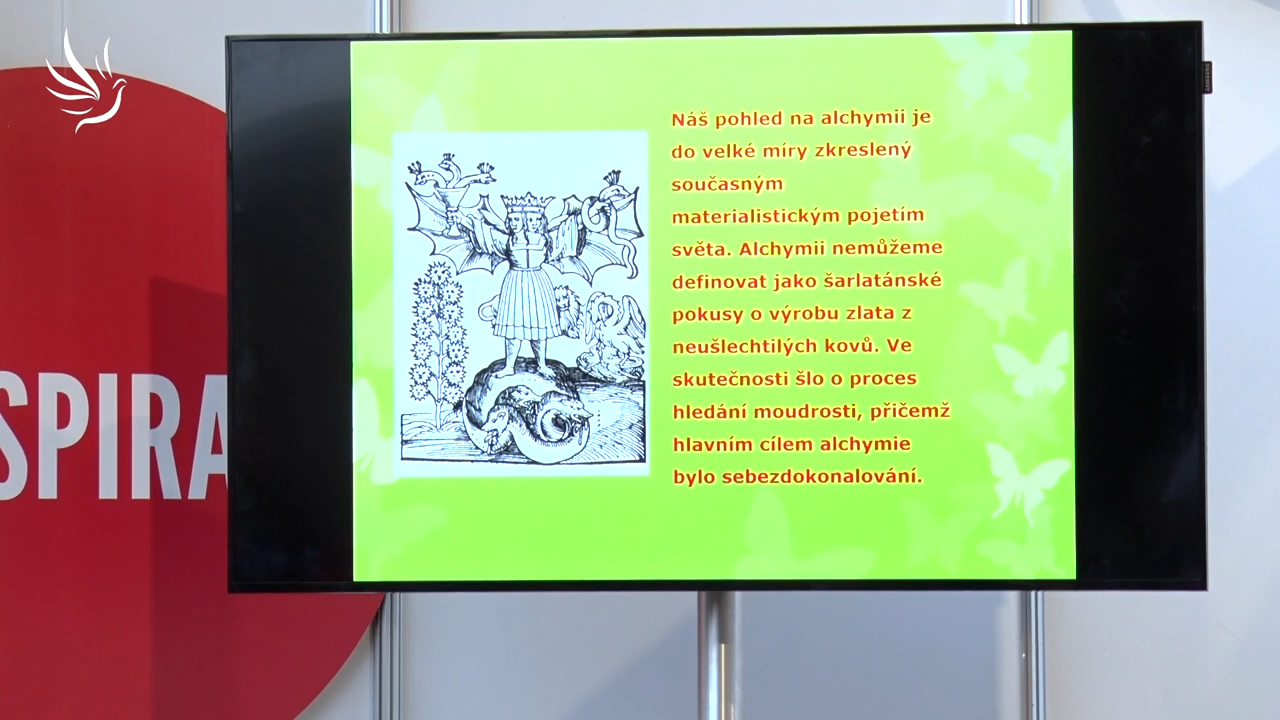 SPIRA
Náš pohled na alchymii je
do velké míry zkreslený
současným
materialistickým pojetím
světa. Alchymii nemůžeme
definovat jako šarlatánské
pokusy o výrobu zlata z
neušlechtilých kovů. Ve
skutečnosti šlo o proces
hledání moudrosti, přičemž
hlavním cílem alchymie
bylo sebezdokonalování.
SAMSUNG